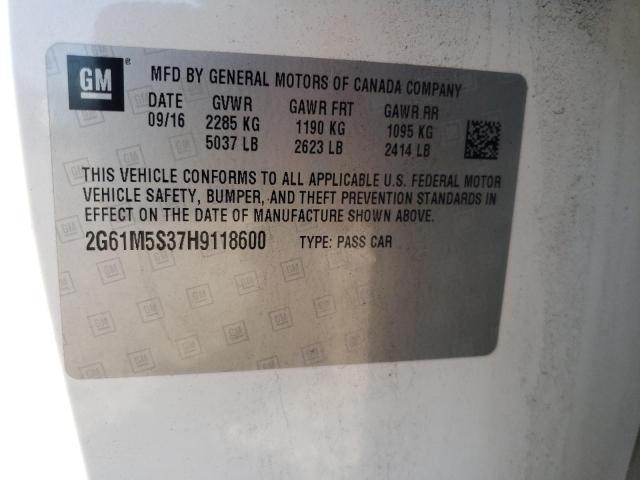 GM
MFD BY GENERAL MOTORS OF CANADA COMPANY
DATE GVWR GAWR FRT GAWR RR
09/16 2285 KG 1190 KG 1095 KG
5037 LB 2623 LB 2414 LB
THIS VEHICLE CONFORMS TO ALL APPLICABLE U.S. FEDERAL MOTOR
VEHICLE SAFETY, BUMPER, AND THEFT PREVENTION STANDARDS IN
EFFECT ON THE DATE OF MANUFACTURE SHOWN ABOVE.
2G61M5S37H9118600 TYPE: PASS CAR